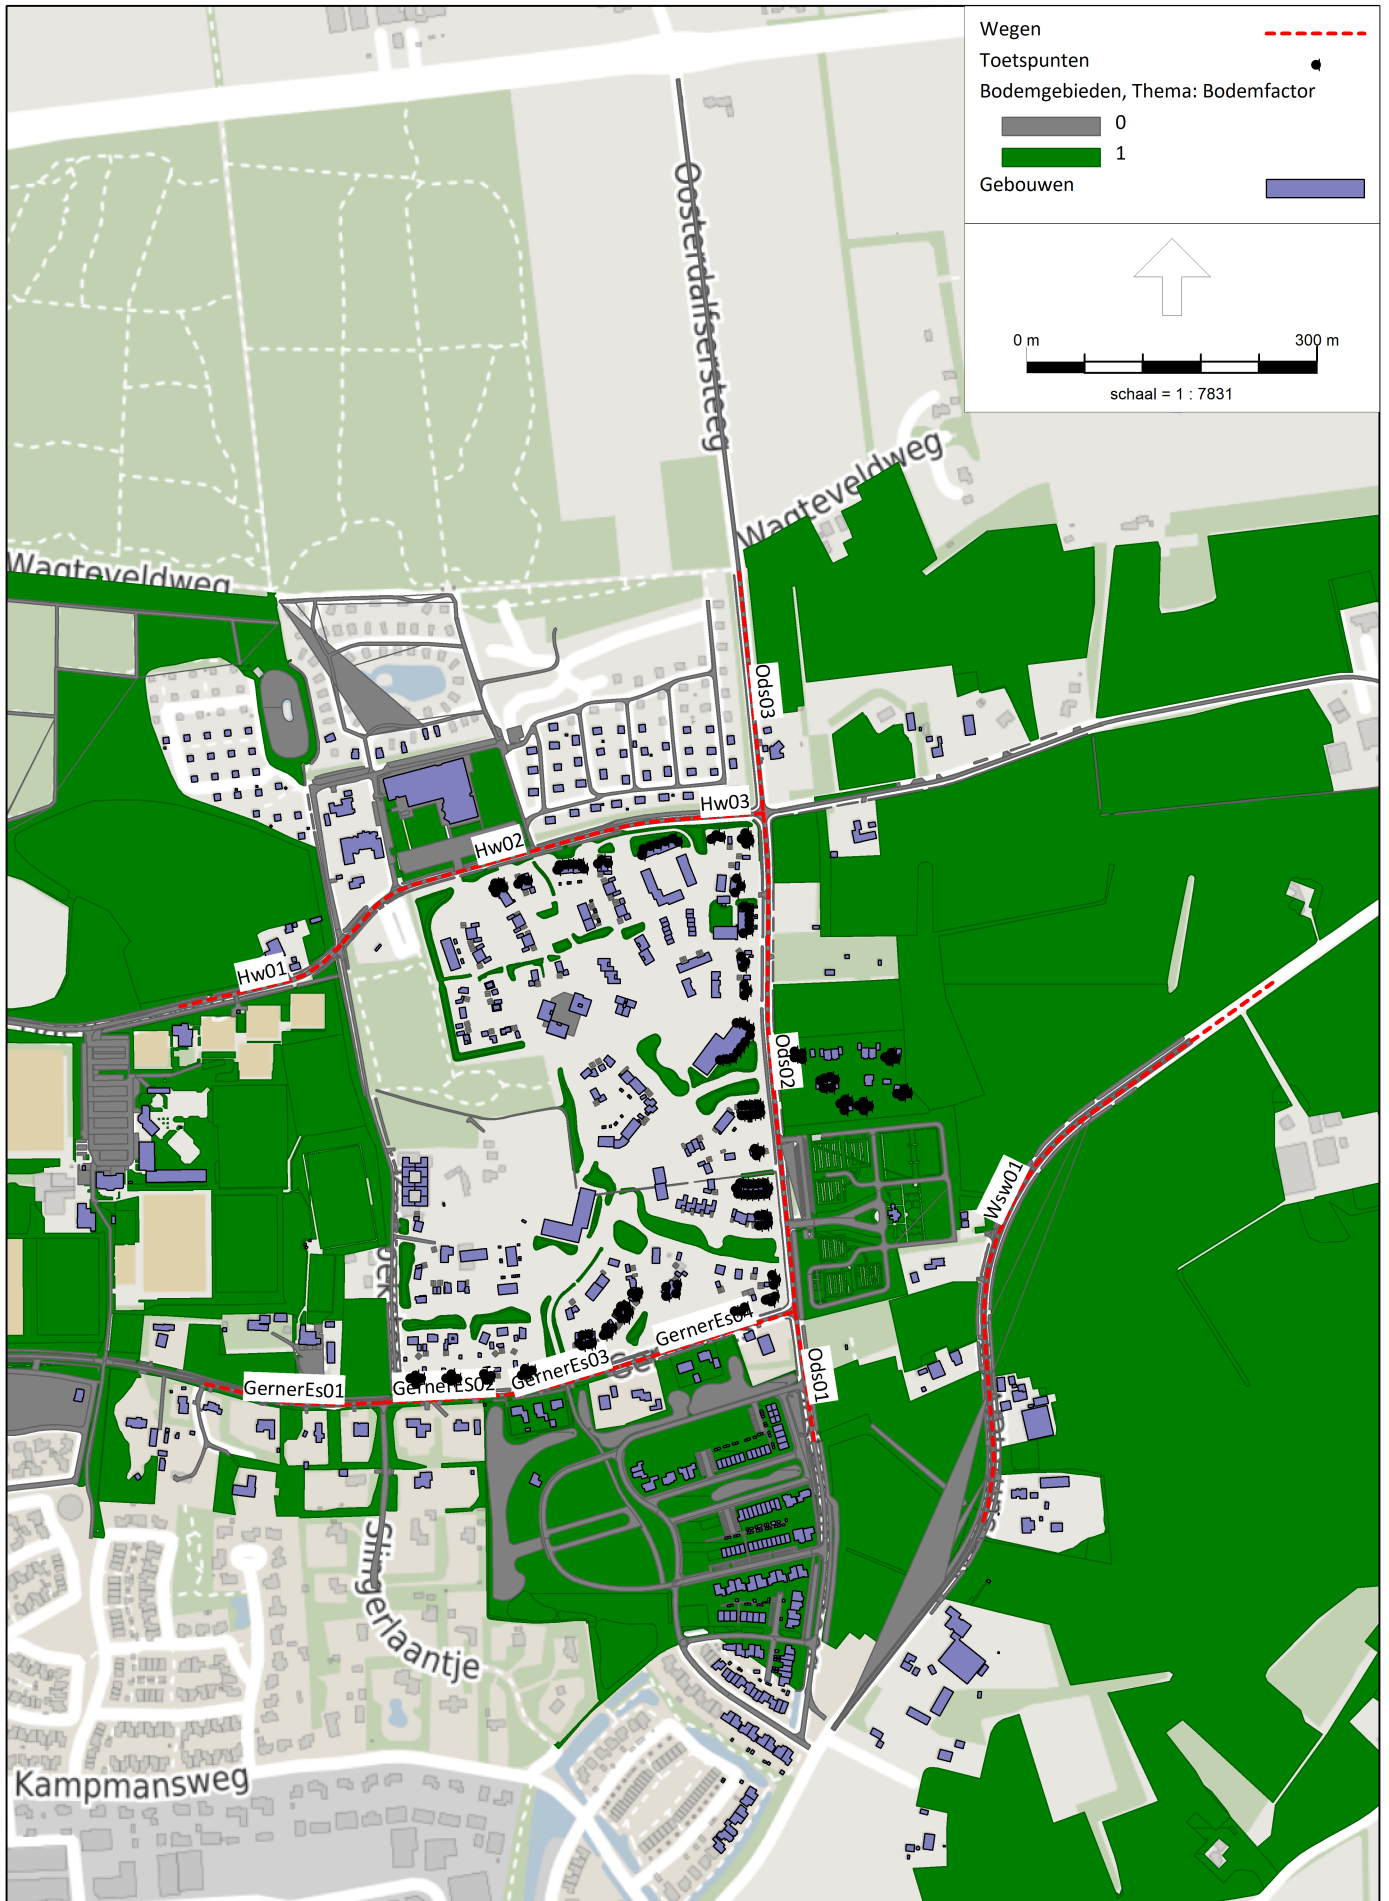 Wegen
Toetspunten
Bodemgebieden, Thema: Bodemfactor
0
1
Gebouwen
0 m 300 m
schaal = 1 : 7831
Oosterdalfsersteeg
Wagteveldweg
Wagteveldweg
Ods03
Hw03
Hw02
Hw01
Ods02
Wsw01
GernerEs04
GernerEs03
GernerES02
GernerEs01
Ods01
Slingerlaantje
Kampmansweg